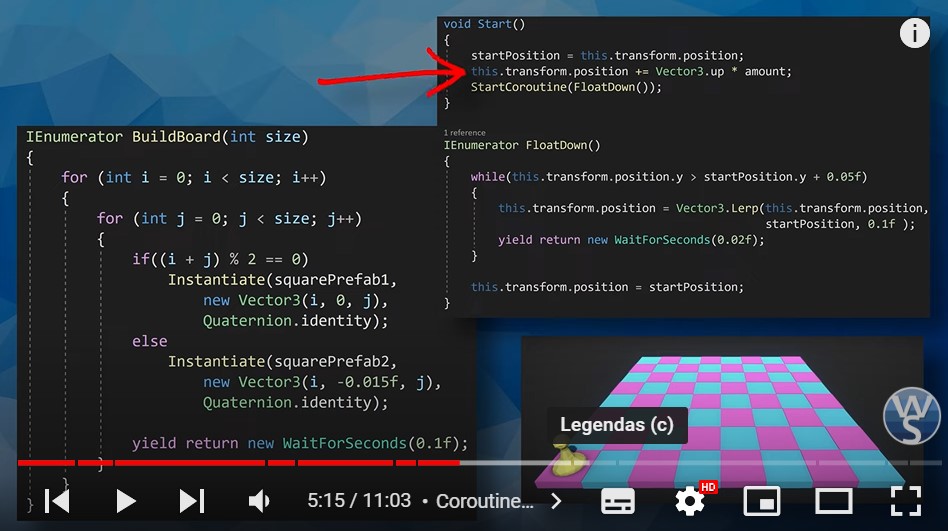 void Start()
{
startPosition = this.transform.position;
this.transform.position += Vector3.up * amount;
StartCoroutine(FloatDown());
}
1 reference
IEnumerator FloatDown()
{
while(this.transform.position.y > startPosition.y + 0.05f)
{
this.transform.position = Vector3.Lerp(this.transform.position,
startPosition, 0.1f );
yield return new WaitForSeconds(0.02f);
}
this.transform.position = startPosition;
}
IEnumerator BuildBoard(int size)
{
for (int i = 0; i < size; i++)
{
for (int j = 0; j < size; j++)
{
if((i + j) % 2 == 0)
Instantiate(squarePrefab1,
new Vector3(i, 0, j),
Quaternion.identity);
else
Instantiate(squarePrefab2,
new Vector3(i, -0.015f, j),
Quaternion.identity);
yield return new WaitForSeconds(0.1f);
}
}
}
i
WS
Legendas (c)
5:15 / 11:03 • Coroutine...
HD